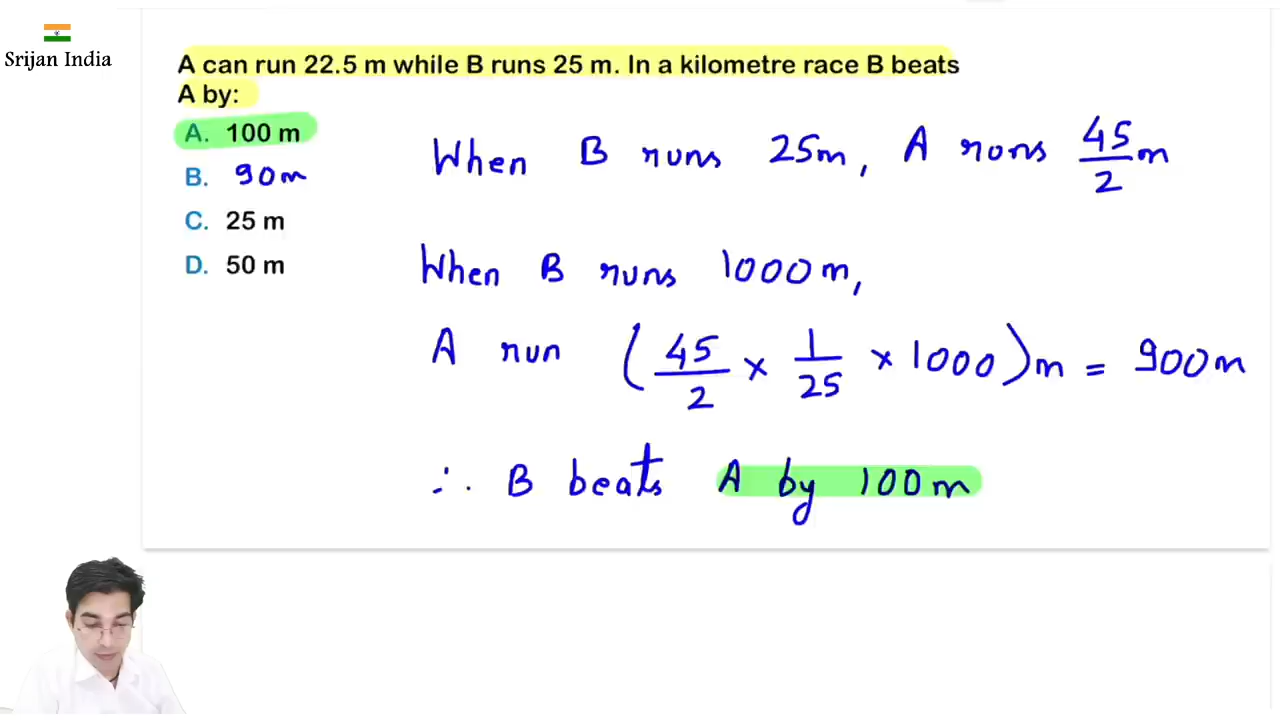 Srijan India
A can run 22.5 m while B runs 25 m. In a kilometre race B beats
A by:
A. 100 m
B. 90m
C. 25 m
D. 50 m
When B runs 25m, A runs 45/2 m
When B runs 1000m,
A run (45/2 × 1/25 × 1000)m = 900m
∴ B beats A by 100m